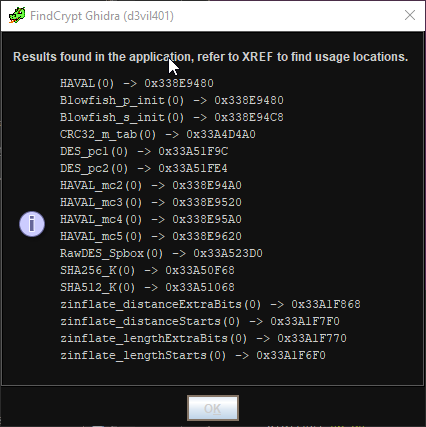 FindCrypt Ghidra (d3vil401)
Results found in the application, refer to XREF to find usage locations.
HAVAL(0) -> 0x338E9480
Blowfish_p_init(0) -> 0x338E9480
Blowfish_s_init(0) -> 0x338E94C8
CRC32_m_tab(0) -> 0x33A4D4A0
DES_pc1(0) -> 0x33A51F9C
DES_pc2(0) -> 0x33A51FE4
HAVAL_mc2(0) -> 0x338E94A0
HAVAL_mc3(0) -> 0x338E9520
HAVAL_mc4(0) -> 0x338E95A0
HAVAL_mc5(0) -> 0x338E9620
RawDES_Spbox(0) -> 0x33A523D0
SHA256_K(0) -> 0x33A50F68
SHA512_K(0) -> 0x33A51068
zinflate_distanceExtraBits(0) -> 0x33A1F868
zinflate_distanceStarts(0) -> 0x33A1F7F0
zinflate_lengthExtraBits(0) -> 0x33A1F770
zinflate_lengthStarts(0) -> 0x33A1F6F0
OK